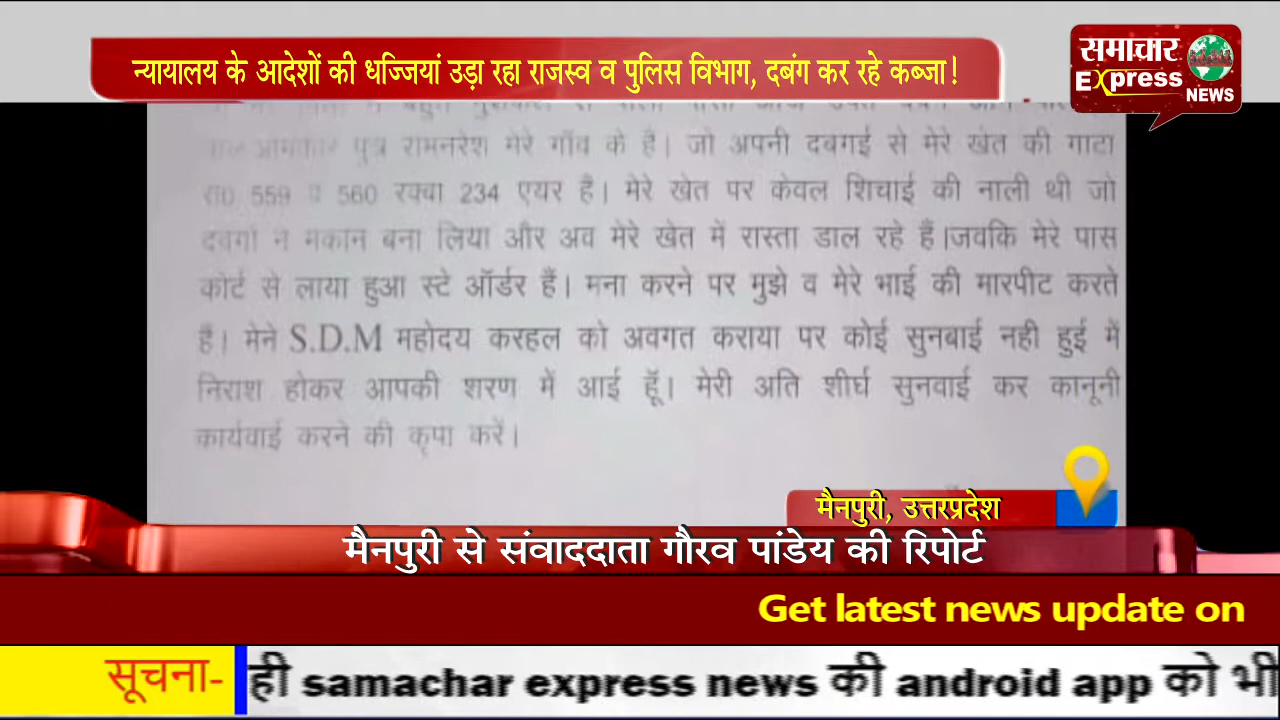 न्यायालय के आदेशों की धज्जियां उड़ा रहा राजस्व व पुलिस विभाग, दबंग कर रहे कब्जा!
समाचार
Express
NEWS
पुत्र रामनरेश मेरे गाँव के है। जो अपनी दबगई से मेरे खेत की गाटा
559 व 560 रक्वा 234 एयर है। मेरे खेत पर केवल शिचाई की नाली थी जो
दवगो न मकान बना लिया और अव मेरे खेत में रास्ता डाल रहे हैं।जवकि मेरे पास
कोर्ट से लाया हुआ स्टे ऑर्डर हैं। मना करने पर मुझे व मेरे भाई की मारपीट करते
है। मेने S.D.M महोदय करहल को अवगत कराया पर कोई सुनबाई नही हुई में
निराश होकर आपकी शरण में आई हूँ। मेरी अति शीर्घ सुनवाई कर कानूनी
कार्यवाई करने की कृपा करें।
मैनपुरी, उत्तरप्रदेश
मैनपुरी से संवाददाता गौरव पांडेय की रिपोर्ट
Get latest news update on
सूचना- ही samachar express news की android app को भी